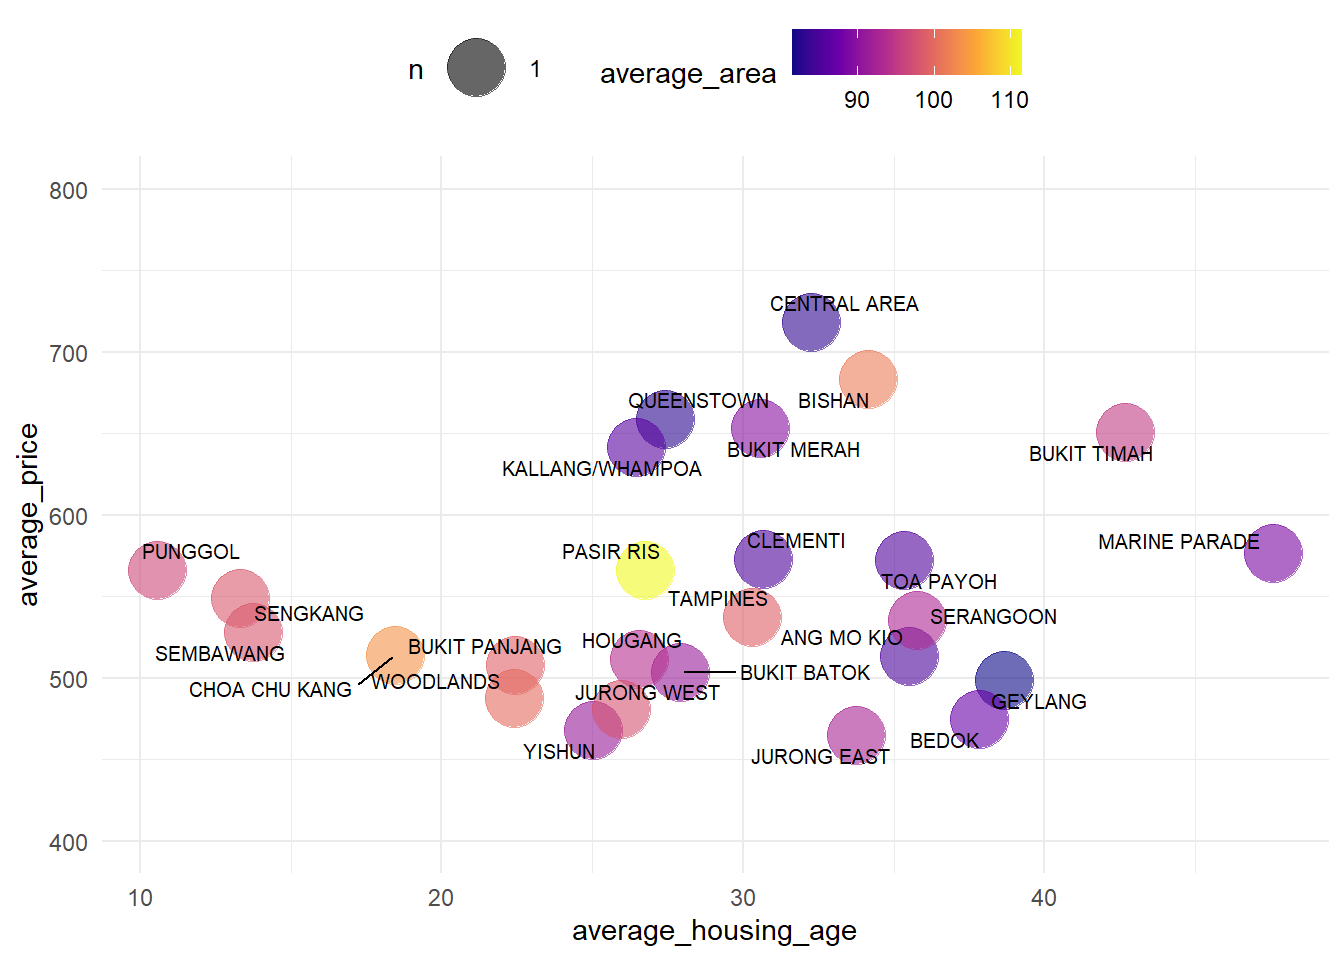 n
1
average_area
90
100
110
average_price
800
700
600
500
400
CENTRAL AREA
QUEENSTOWN
BISHAN
BUKIT MERAH
BUKIT TIMAH
KALLANG/WHAMPOA
PUNGGOL
PASIR RIS
CLEMENTI
MARINE PARADE
TOA PAYOH
TAMPINES
SENGKANG
SERANGOON
ANG MO KIO
HOUGANG
BUKIT PANJANG
SEMBAWANG
BUKIT BATOK
WOODLANDS
CHOA CHU KANG
JURONG WEST
GEYLANG
BEDOK
YISHUN
JURONG EAST
10
20
30
40
average_housing_age